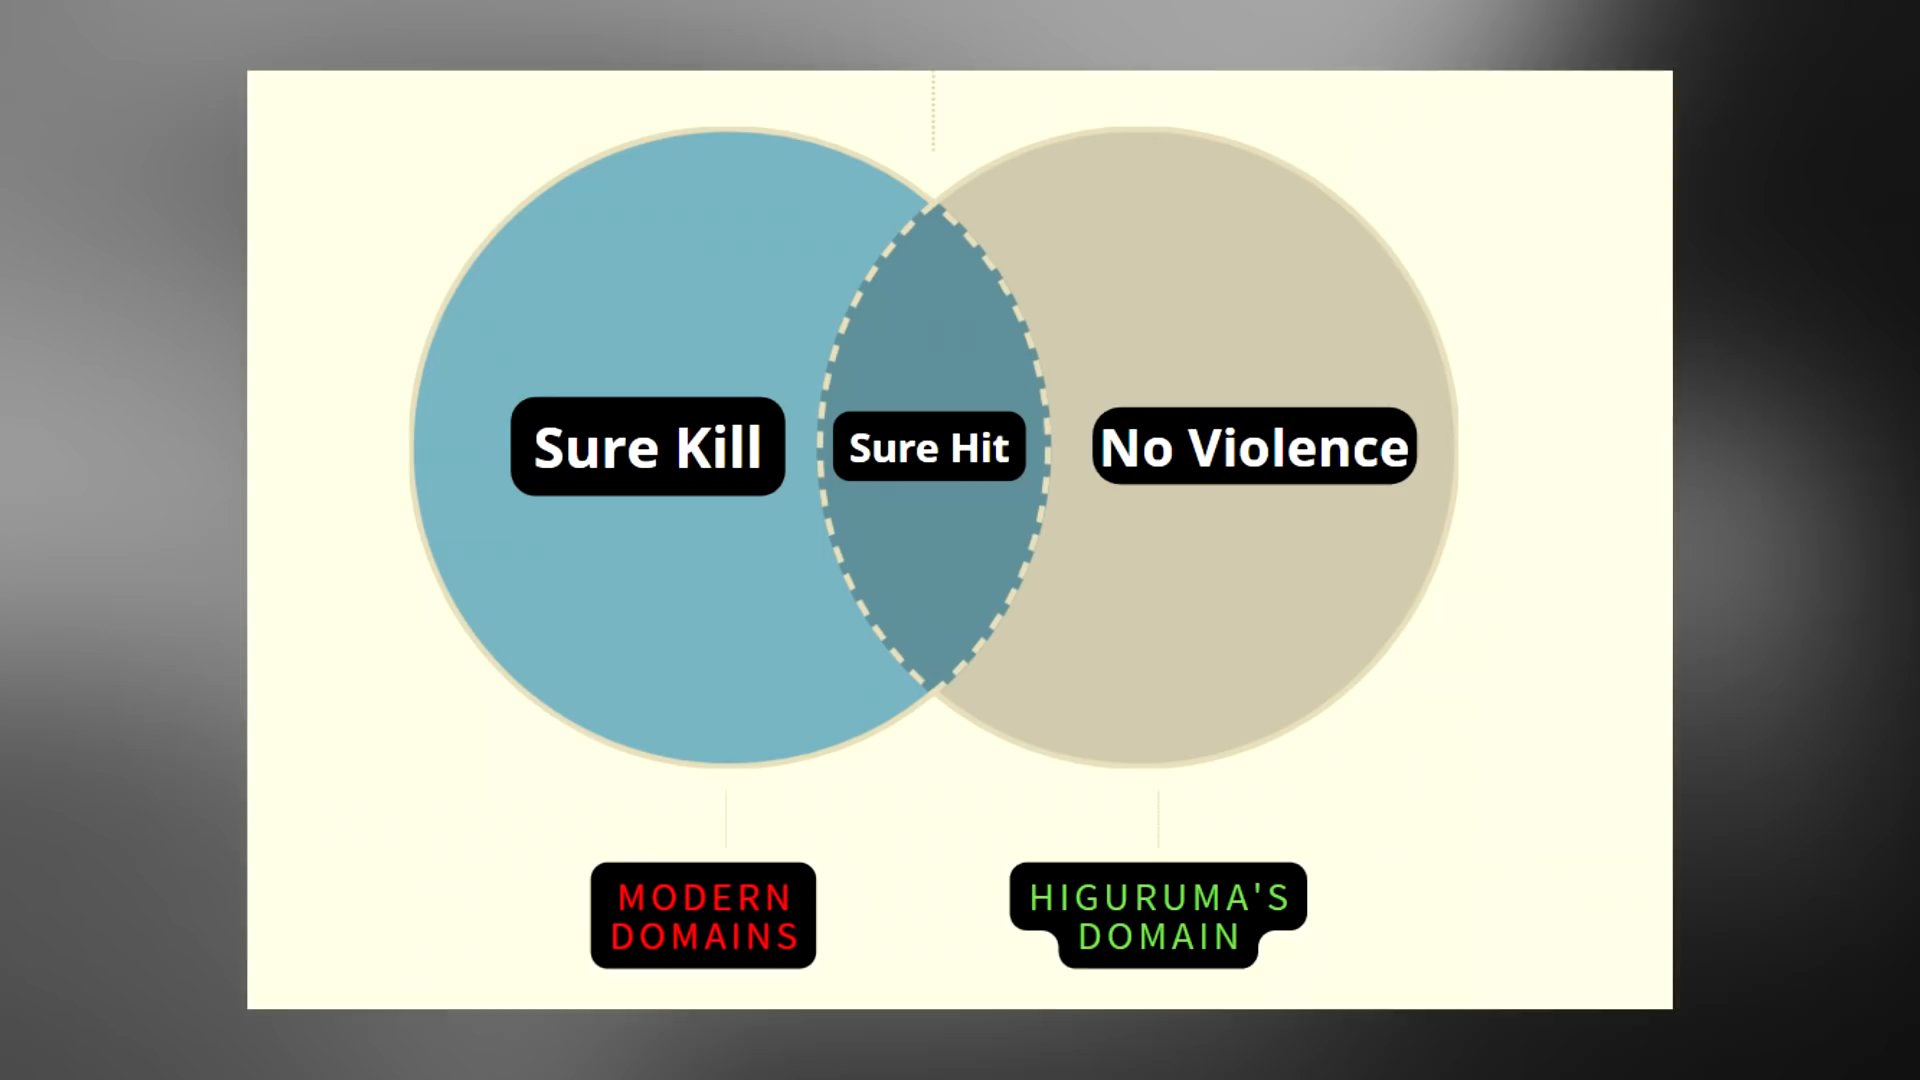 Sure Kill
Sure Hit
No Violence
MODERN
DOMAINS
HIGURUMA'S
DOMAIN